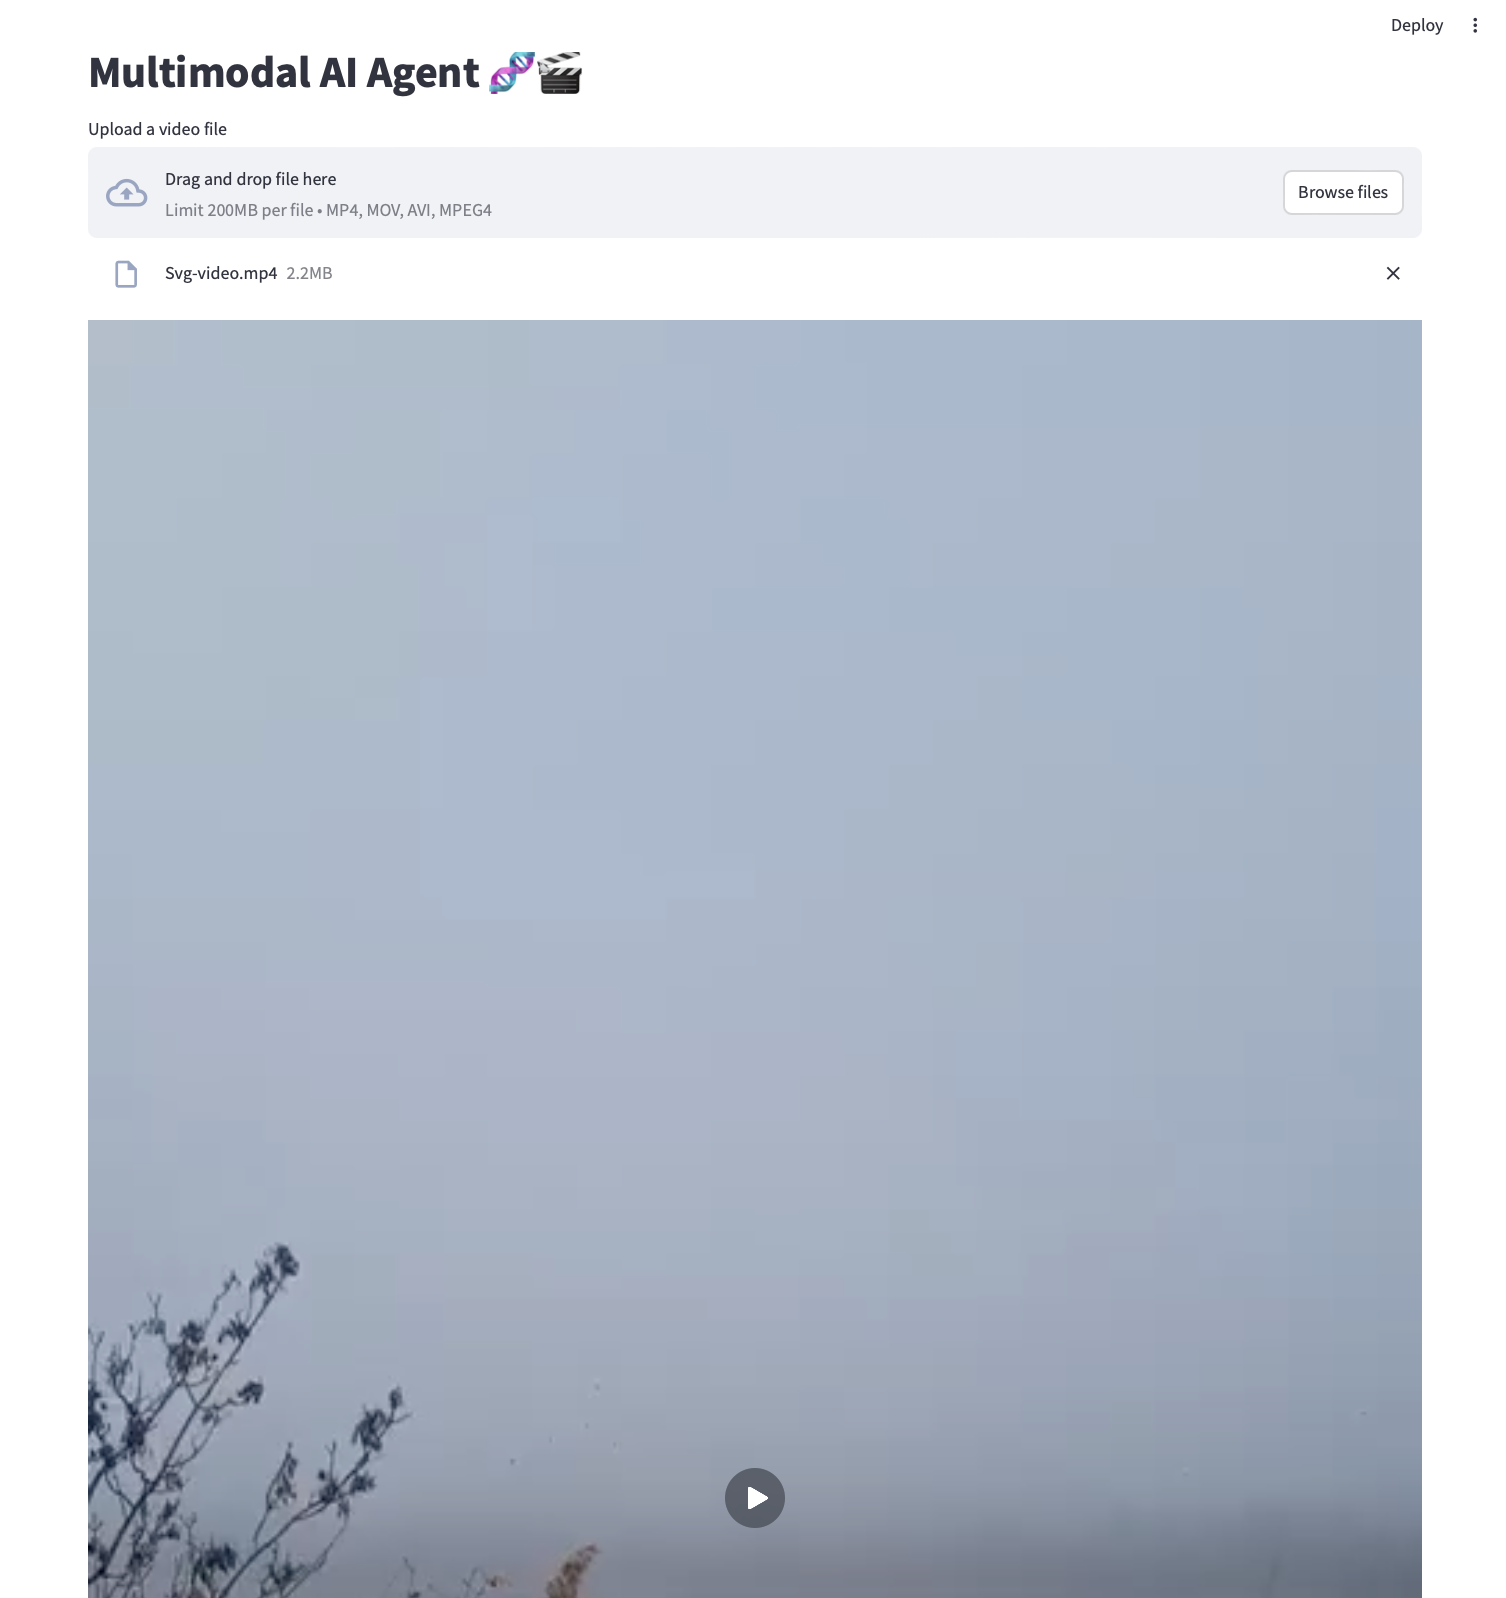 Deploy
Multimodal AI Agent 🧬🎬
Upload a video file
Drag and drop file here
Limit 200MB per file • MP4, MOV, AVI, MPEG4
Browse files
Svg-video.mp4 2.2MB